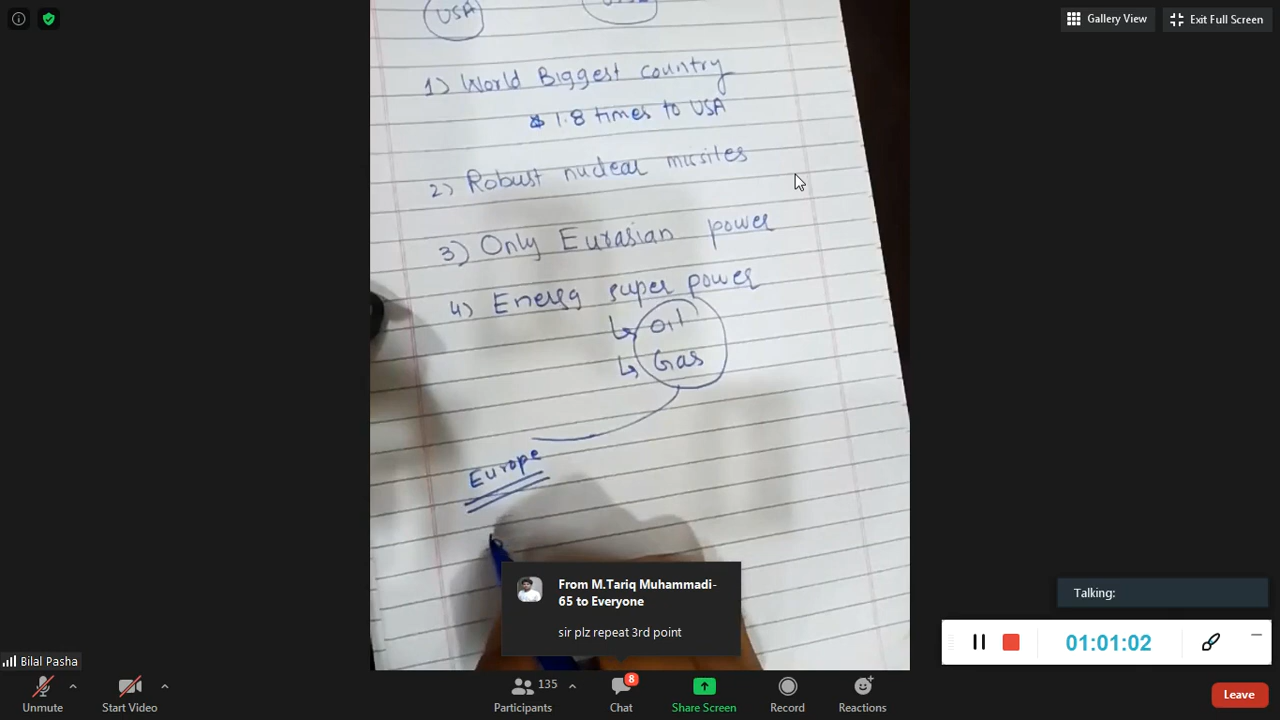 Gallery View
Exit Full Screen
USA
1) World Biggest country
1.8 times to USA
2) Robust nuclear missiles
3) Only Eurasian power
4) Energy super power
↳ Oil
↳ Gas
Europe
From M.Tariq Muhammadi-
65 to Everyone
sir plz repeat 3rd point
Talking:
01:01:02
Bilal Pasha
Unmute
Start Video
135
Participants
8
Chat
Share Screen
Record
Reactions
Leave